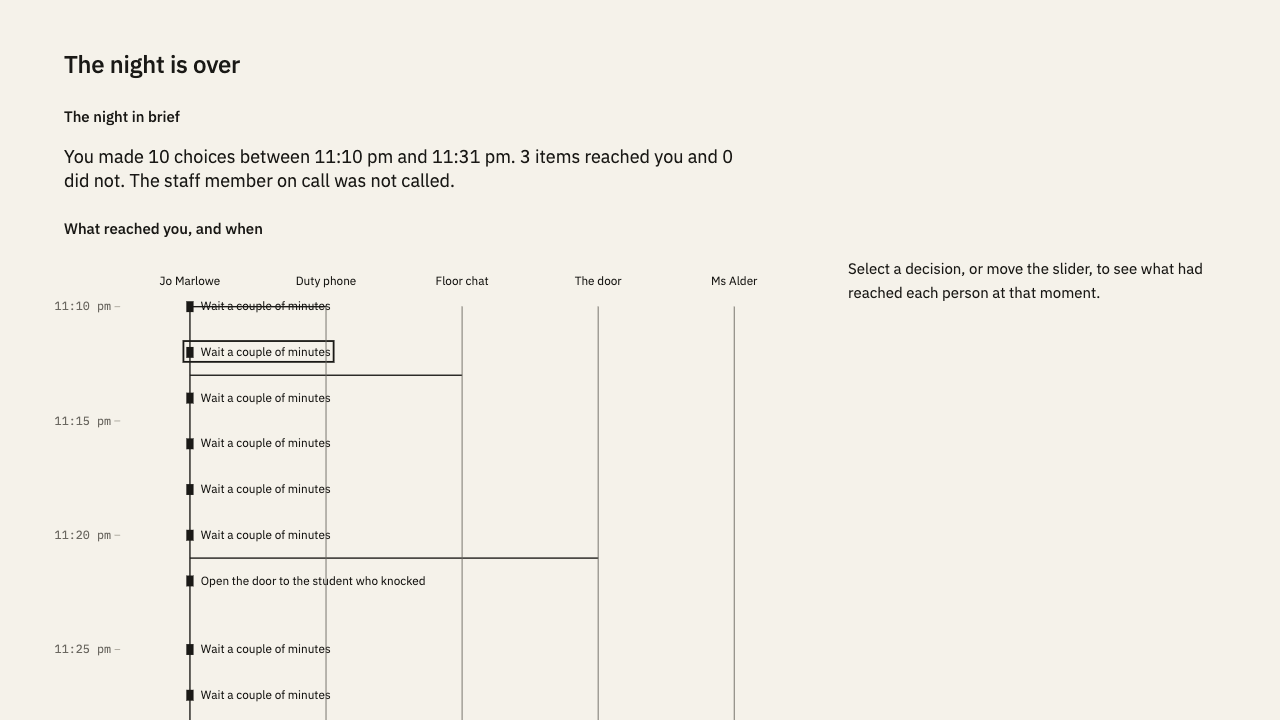 The night is over
The night in brief
You made 10 choices between 11:10 pm and 11:31 pm. 3 items reached you and 0
did not. The staff member on call was not called.
What reached you, and when
Select a decision, or move the slider, to see what had
reached each person at that moment.
Jo Marlowe
Duty phone
Floor chat
The door
Ms Alder
11:10 pm
Wait a couple of minutes
Wait a couple of minutes
Wait a couple of minutes
11:15 pm
Wait a couple of minutes
Wait a couple of minutes
11:20 pm
Wait a couple of minutes
Open the door to the student who knocked
11:25 pm
Wait a couple of minutes
Wait a couple of minutes